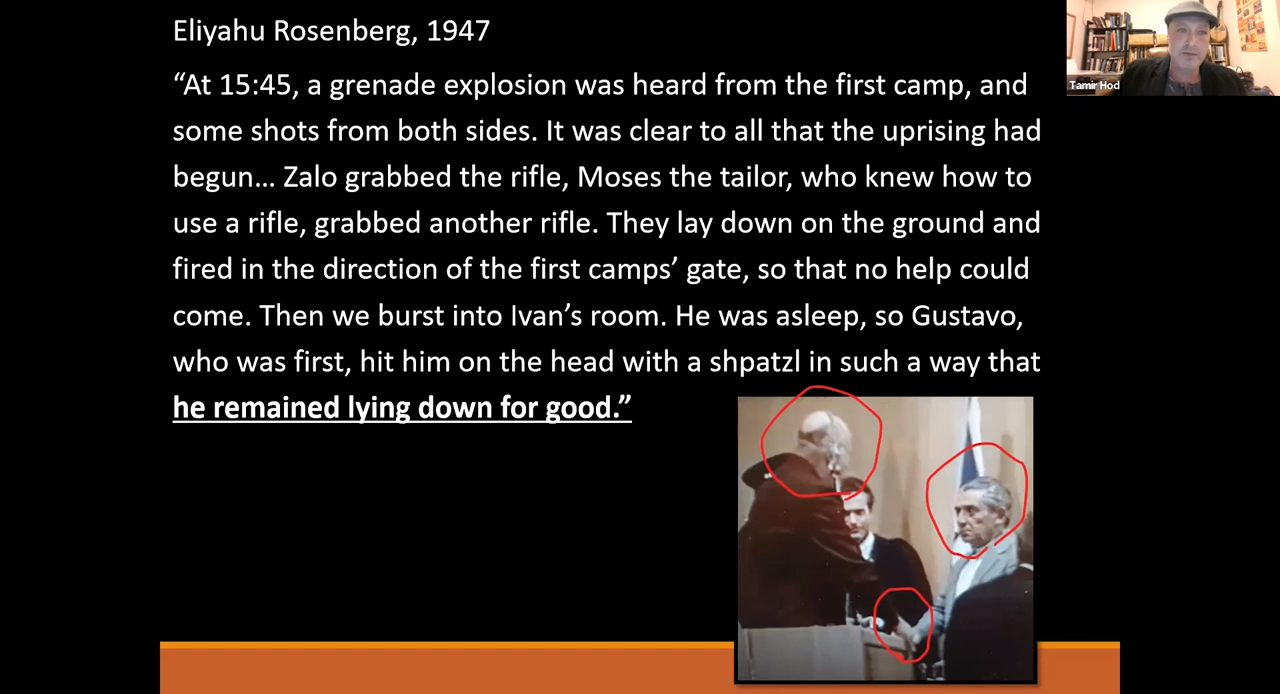 Eliyahu Rosenberg, 1947
“At 15:45, a grenade explosion was heard from the first camp, and
some shots from both sides. It was clear to all that the uprising had
begun… Zalo grabbed the rifle, Moses the tailor, who knew how to
use a rifle, grabbed another rifle. They lay down on the ground and
fired in the direction of the first camps’ gate, so that no help could
come. Then we burst into Ivan’s room. He was asleep, so Gustavo,
who was first, hit him on the head with a shpatzl in such a way that
he remained lying down for good.”
Tamir Hod